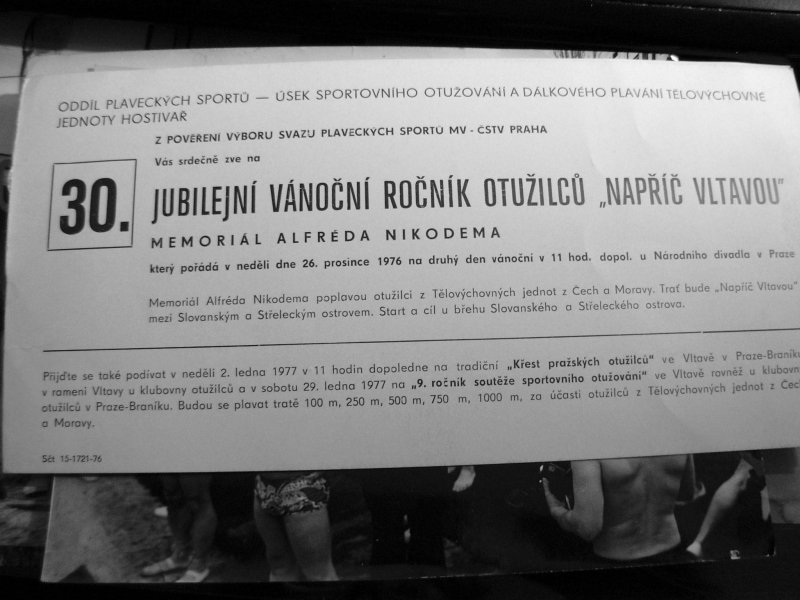 ODDÍL PLAVECKÝCH SPORTŮ — ÚSEK SPORTOVNÍHO OTUŽOVÁNÍ A DÁLKOVÉHO PLAVÁNÍ TĚLOVÝCHOVNÉ
JEDNOTY HOSTIVAŘ
Z POVĚŘENÍ VÝBORU SVAZU PLAVECKÝCH SPORTŮ MV - ČSTV PRAHA
Vás srdečně zve na
30. JUBILEJNÍ VÁNOČNÍ ROČNÍK OTUŽILCŮ „NAPŘÍČ VLTAVOU"
MEMORIÁL ALFRÉDA NIKODEMA
který pořádá v neděli dne 26. prosince 1976 na druhý den vánoční v 11 hod. dopol. u Národního divadla v Praze
Memoriál Alfréda Nikodema poplavou otužilci z Tělovýchovných jednot z Čech a Moravy. Trať bude „Napříč Vltavou"
mezi Slovanským a Střeleckým ostrovem. Start a cíl u břehu Slovanského a Střeleckého ostrova.
Přijďte se také podívat v neděli 2. ledna 1977 v 11 hodin dopoledne na tradiční „Křest pražských otužilců" ve Vltavě v Praze-Braníku
v rameni Vltavy u klubovny otužilců a v sobotu 29. ledna 1977 na „9. ročník soutěže sportovního otužování" ve Vltavě rovněž u klubovny
otužilců v Praze-Braníku. Budou se plavat tratě 100 m, 250 m, 500 m, 750 m, 1000 m, za účasti otužilců z Tělovýchovných jednot z Čech
a Moravy.
Sčt 15-1721-76